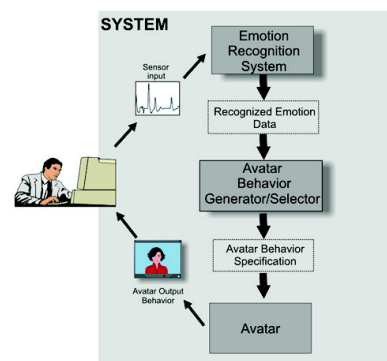 SYSTEM
Emotion
Recognition
System
Sensor
input
Recognized Emotion
Data
Avatar
Behavior
Generator/Selector
Avatar Behavior
Specification
Avatar Output
Behavior
Avatar